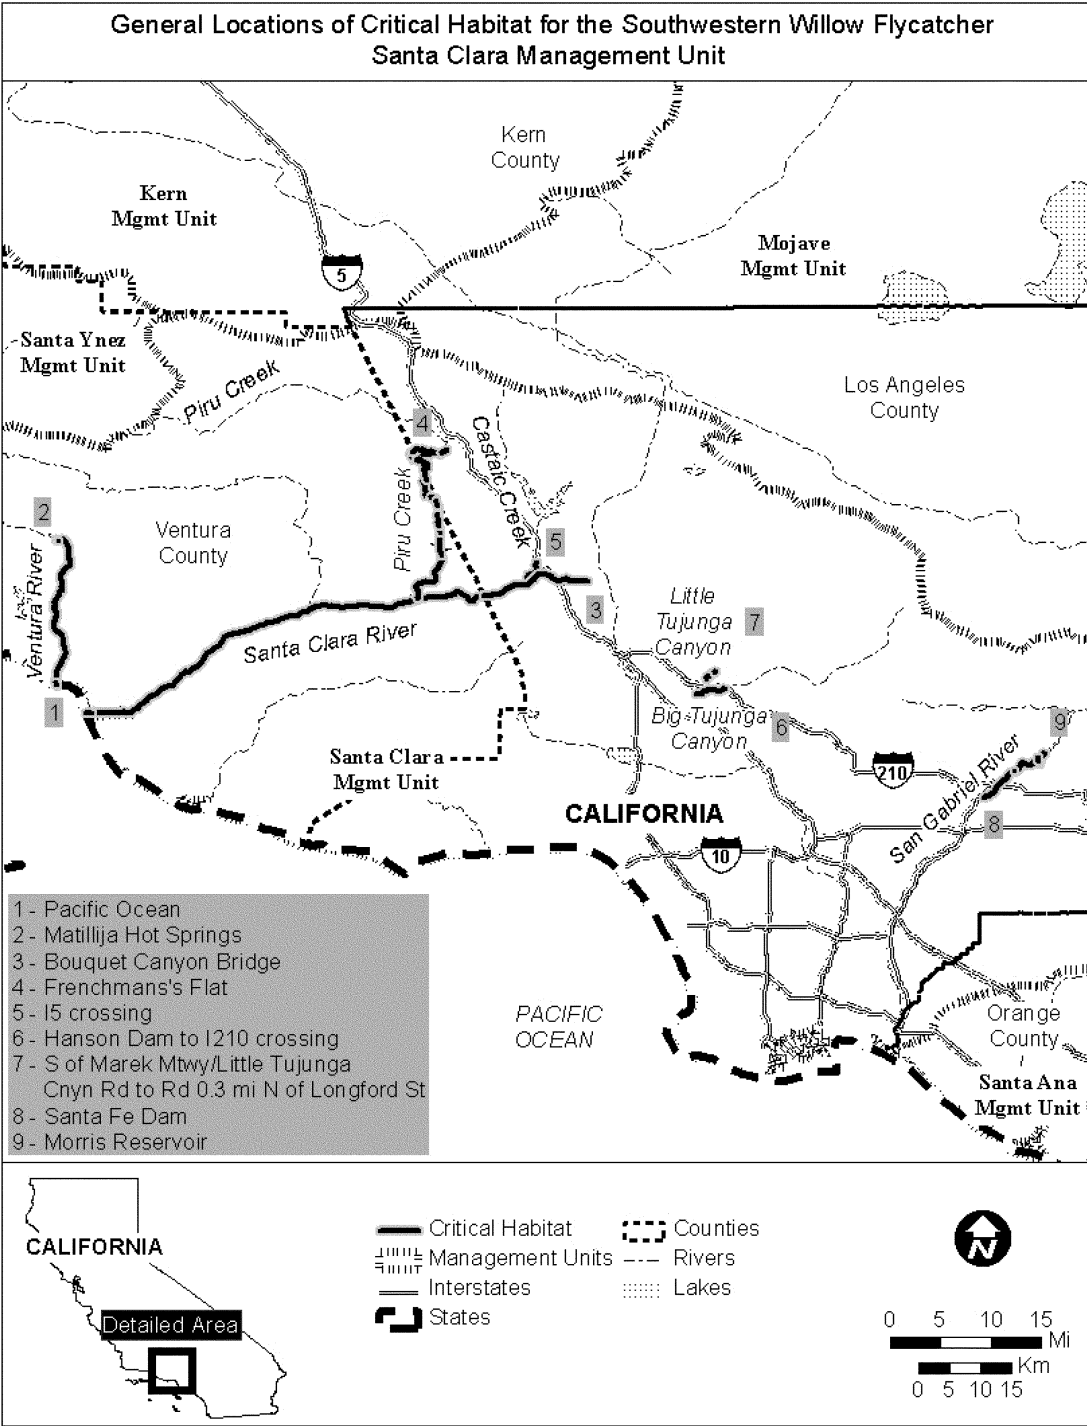 General Locations of Critical Habitat for the Southwestern Willow Flycatcher
Santa Clara Management Unit
Kern
County
Kern
Mgmt Unit
Mojave
Mgmt Unit
5
Santa Ynez
Mgmt Unit
Piru Creek
Los Angeles
County
4
Castaic Creek
2
Ventura
County
Piru Creek
5
Ventura River
3
Little
Tujunga
Canyon
7
Santa Clara River
1
Big Tujunga
Canyon
6
9
Santa Clara
Mgmt Unit
210
San Gabriel River
CALIFORNIA
8
10
1 - Pacific Ocean
2 - Matillija Hot Springs
3 - Bouquet Canyon Bridge
4 - Frenchmans's Flat
5 - I5 crossing
6 - Hanson Dam to I210 crossing
7 - S of Marek Mtwy/Little Tujunga
Cnyn Rd to Rd 0.3 mi N of Longford St
8 - Santa Fe Dam
9 - Morris Reservoir
PACIFIC
OCEAN
Orange
County
Santa Ana
Mgmt Unit
CALIFORNIA
Detailed Area
Critical Habitat
Management Units
Interstates
States
Counties
Rivers
Lakes
N
0 5 10 15
Mi
Km
0 5 10 15